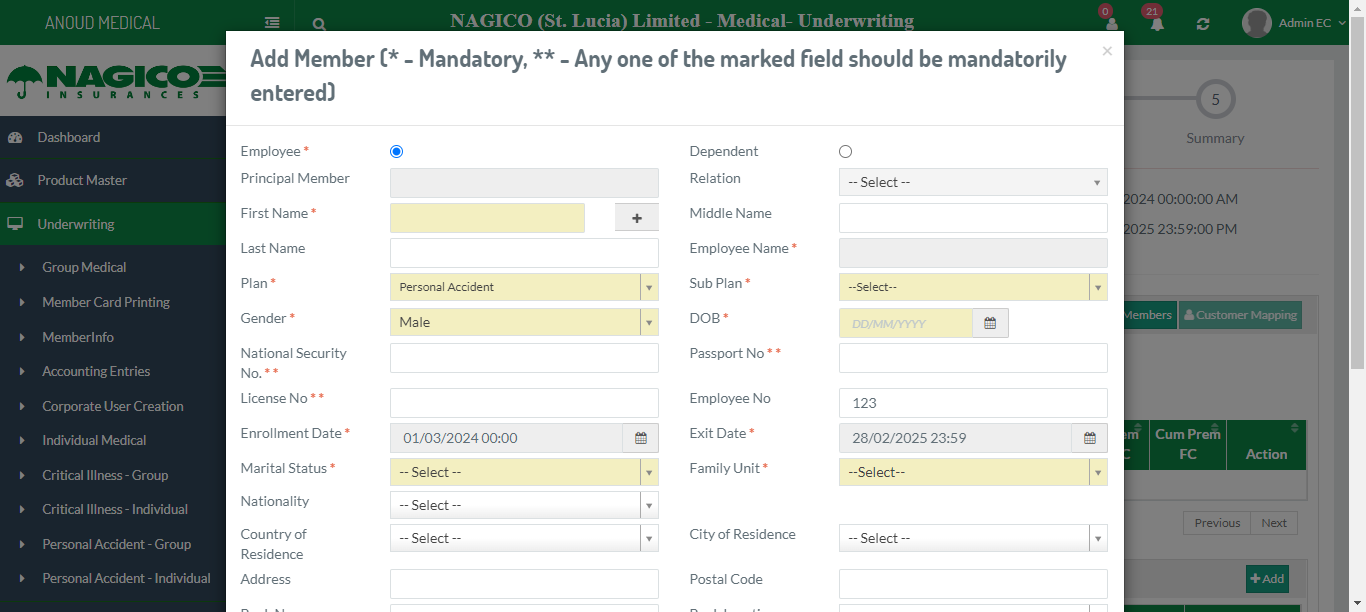 ANOUD MEDICAL
NAGICO (St. Lucia) Limited - Medical- Underwriting
0
21
Admin EC
NAGICO
INSURANCES
Dashboard
Product Master
Underwriting
Group Medical
Member Card Printing
MemberInfo
Accounting Entries
Corporate User Creation
Individual Medical
Critical Illness - Group
Critical Illness - Individual
Personal Accident - Group
Personal Accident - Individual
Add Member (* - Mandatory, ** - Any one of the marked field should be mandatorily
entered)
×
Employee *
Dependent
Principal Member
Relation
-- Select --
First Name *
+
Middle Name
Last Name
Employee Name *
Plan *
Personal Accident
Sub Plan *
--Select--
Gender *
Male
DOB *
DD/MM/YYYY
National Security
No. * *
Passport No * *
License No * *
Employee No
123
Enrollment Date *
01/03/2024 00:00
Exit Date *
28/02/2025 23:59
Marital Status *
-- Select --
Family Unit *
--Select--
Nationality
-- Select --
Country of
Residence
-- Select --
City of Residence
-- Select --
Address
Postal Code
5
Summary
2024 00:00:00 AM
2025 23:59:00 PM
Members
Customer Mapping
Cum Prem
FC
Action
Previous
Next
+Add